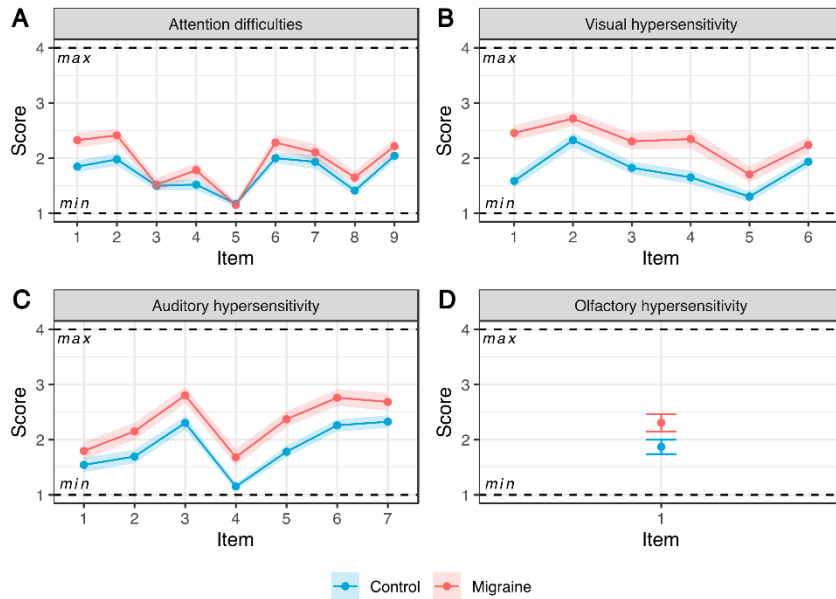 A
Attention difficulties
4
max
3
Score
2
min
1
1 2 3 4 5 6 7 8 9
Item
B
Visual hypersensitivity
4
max
3
Score
2
min
1
1 2 3 4 5 6
Item
C
Auditory hypersensitivity
4
max
3
Score
2
min
1
1 2 3 4 5 6 7
Item
D
Olfactory hypersensitivity
4
max
3
Score
2
min
1
1
Item
Control Migraine